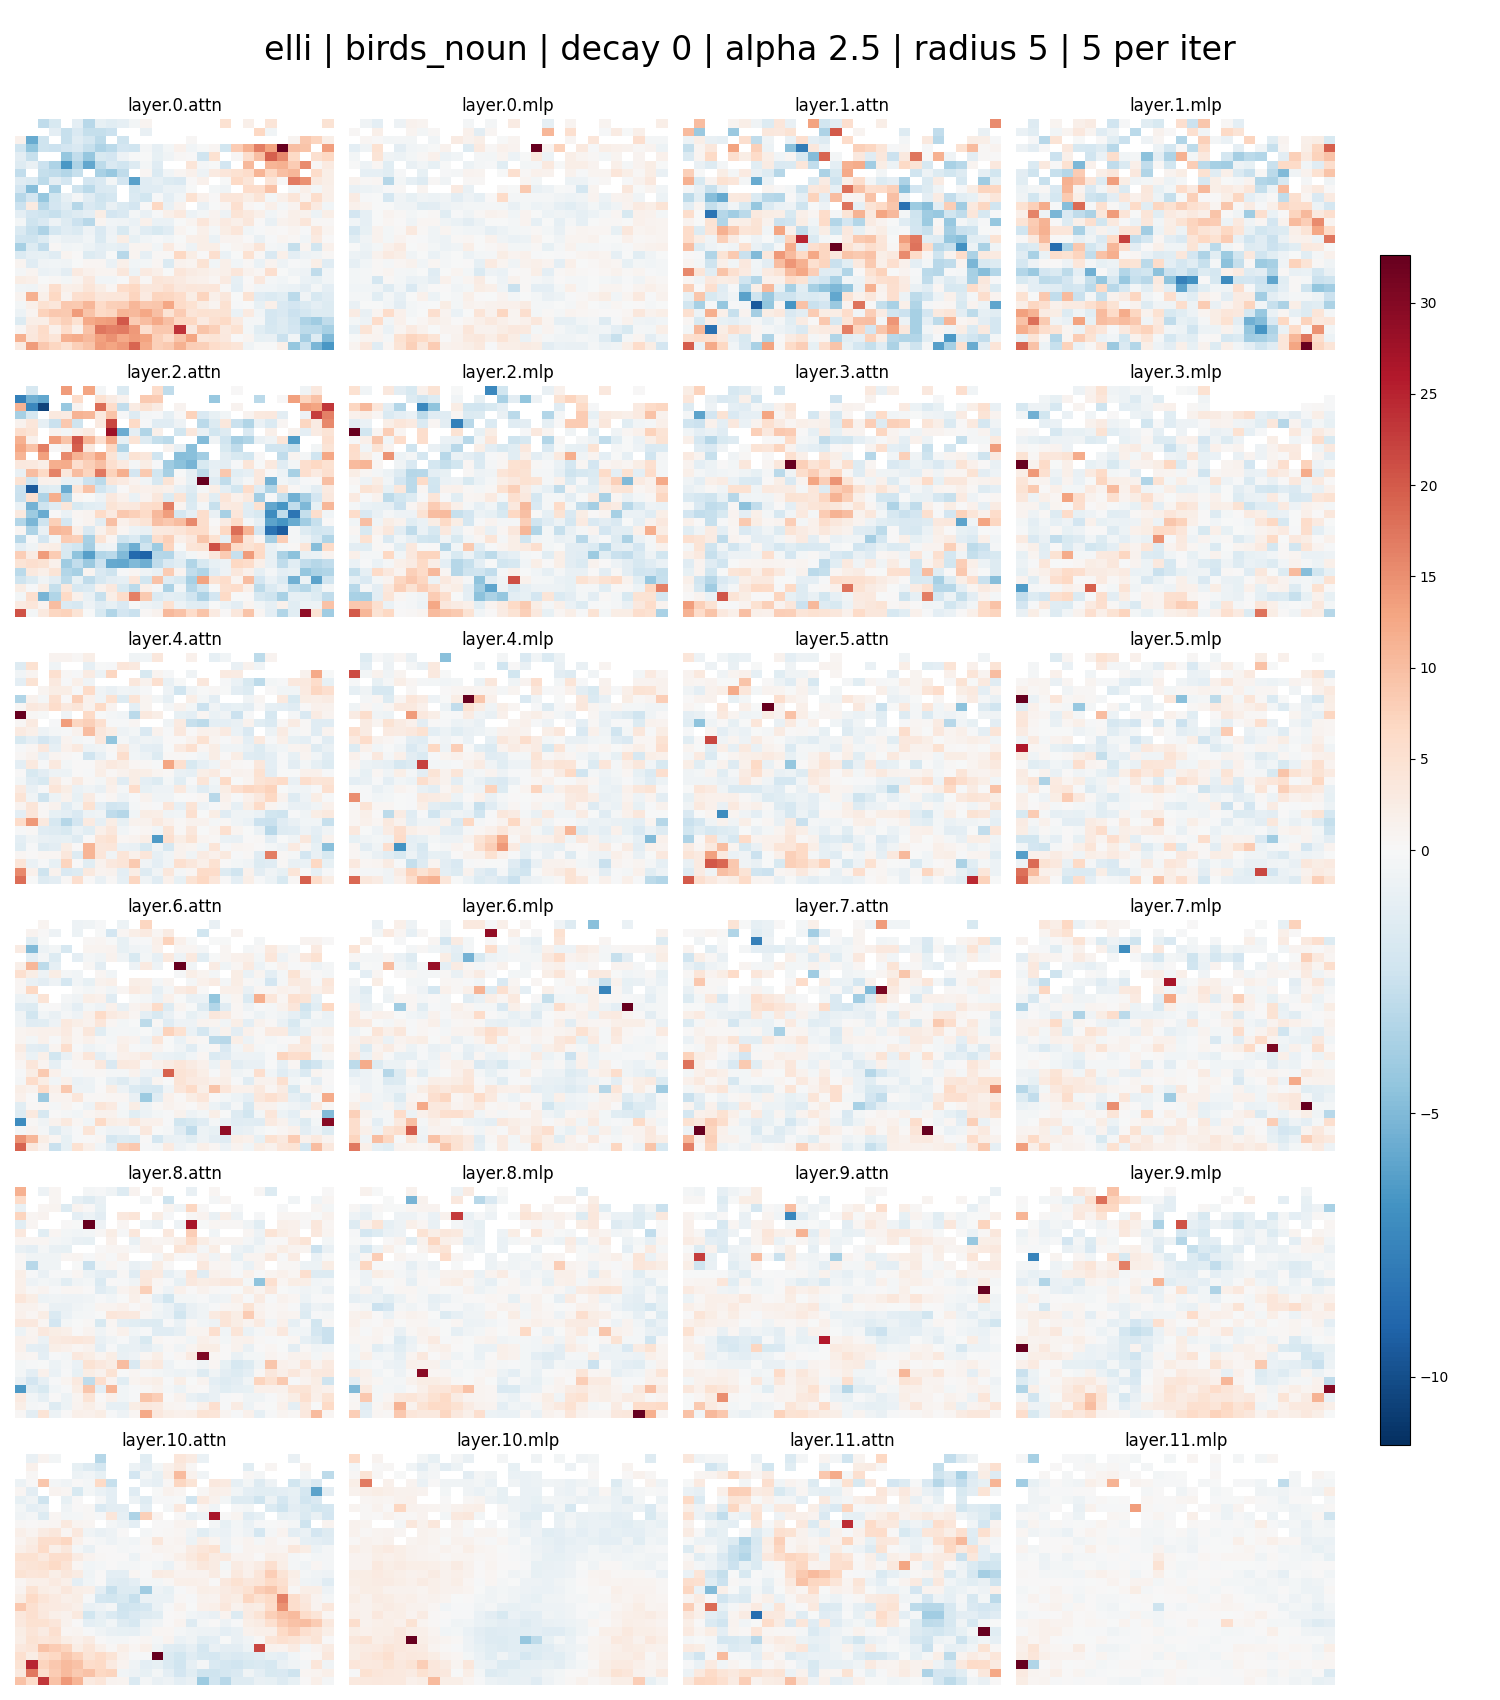 elli | birds_noun | decay 0 | alpha 2.5 | radius 5 | 5 per iter
layer.0.attn layer.0.mlp layer.1.attn layer.1.mlp
layer.2.attn layer.2.mlp layer.3.attn layer.3.mlp
layer.4.attn layer.4.mlp layer.5.attn layer.5.mlp
layer.6.attn layer.6.mlp layer.7.attn layer.7.mlp
layer.8.attn layer.8.mlp layer.9.attn layer.9.mlp
layer.10.attn layer.10.mlp layer.11.attn layer.11.mlp
30
25
20
15
10
5
0
−5
−10